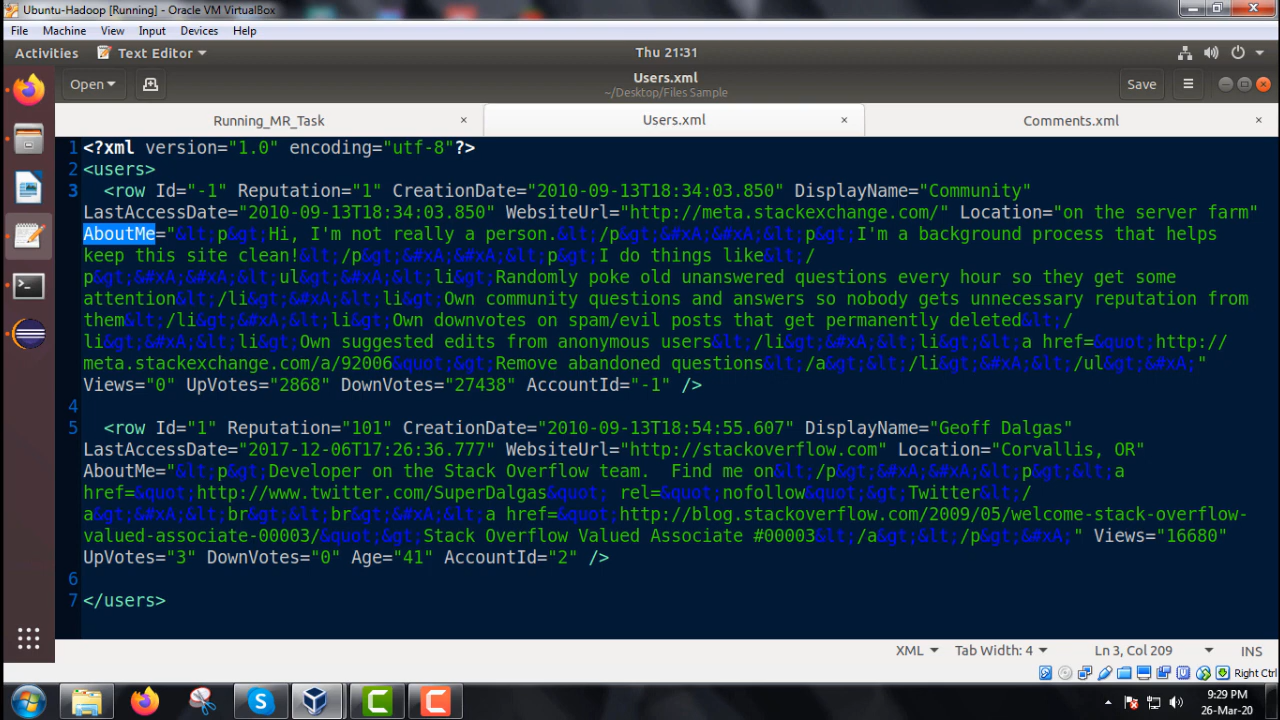 Ubuntu-Hadoop [Running] - Oracle VM VirtualBox
File Machine View Input Devices Help
Activities Text Editor Thu 21:31
Open Users.xml Save
~/Desktop/Files Sample
Running_MR_Task × Users.xml × Comments.xml ×
1 <?xml version="1.0" encoding="utf-8"?>
2 <users>
3 <row Id="-1" Reputation="1" CreationDate="2010-09-13T18:34:03.850" DisplayName="Community"
LastAccessDate="2010-09-13T18:34:03.850" WebsiteUrl="http://meta.stackexchange.com/" Location="on the server farm"
AboutMe="&lt;p&gt;Hi, I'm not really a person.&lt;/p&gt;&#xA;&#xA;&lt;p&gt;I'm a background process that helps
keep this site clean!&lt;/p&gt;&#xA;&#xA;&lt;p&gt;I do things like&lt;/
p&gt;&#xA;&#xA;&lt;ul&gt;&#xA;&lt;li&gt;Randomly poke old unanswered questions every hour so they get some
attention&lt;/li&gt;&#xA;&lt;li&gt;Own community questions and answers so nobody gets unnecessary reputation from
them&lt;/li&gt;&#xA;&lt;li&gt;Own downvotes on spam/evil posts that get permanently deleted&lt;/
li&gt;&#xA;&lt;li&gt;Own suggested edits from anonymous users&lt;/li&gt;&#xA;&lt;li&gt;&lt;a href=&quot;http://
meta.stackexchange.com/a/92006&quot;&gt;Remove abandoned questions&lt;/a&gt;&lt;/li&gt;&#xA;&lt;/ul&gt;&#xA;"
Views="0" UpVotes="2868" DownVotes="27438" AccountId="-1" />
4
5 <row Id="1" Reputation="101" CreationDate="2010-09-13T18:54:55.607" DisplayName="Geoff Dalgas"
LastAccessDate="2017-12-06T17:26:36.777" WebsiteUrl="http://stackoverflow.com" Location="Corvallis, OR"
AboutMe="&lt;p&gt;Developer on the Stack Overflow team.  Find me on&lt;/p&gt;&#xA;&#xA;&lt;p&gt;&lt;a
href=&quot;http://www.twitter.com/SuperDalgas&quot; rel=&quot;nofollow&quot;&gt;Twitter&lt;/
a&gt;&#xA;&lt;br&gt;&lt;br&gt;&#xA;&lt;a href=&quot;http://blog.stackoverflow.com/2009/05/welcome-stack-overflow-
valued-associate-00003/&quot;&gt;Stack Overflow Valued Associate #00003&lt;/a&gt;&lt;/p&gt;&#xA;" Views="16680"
UpVotes="3" DownVotes="0" Age="41" AccountId="2" />
6
7 </users>
XML Tab Width: 4 Ln 3, Col 209 INS
Right Ctrl
9:29 PM
26-Mar-20